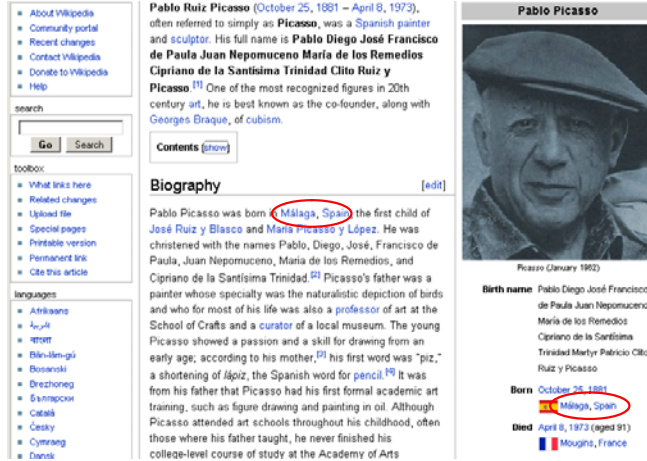 About Wikipedia
Community portal
Recent changes
Contact Wikipedia
Donate to Wikipedia
Help
search
Go Search
toolbox
What links here
Related changes
Upload file
Special pages
Printable version
Permanent link
Cite this article
languages
Afrikaans
العربية
বাংলা
Bân-lâm-gú
Bosanski
Brezhoneg
Български
Català
Česky
Cymraeg
Dansk
Pablo Ruiz Picasso (October 25, 1881 – April 8, 1973),
often referred to simply as Picasso, was a Spanish painter
and sculptor. His full name is Pablo Diego José Francisco
de Paula Juan Nepomuceno María de los Remedios
Cipriano de la Santísima Trinidad Clito Ruiz y
Picasso.[1] One of the most recognized figures in 20th
century art, he is best known as the co-founder, along with
Georges Braque, of cubism.
Contents [show]
Biography [edit]
Pablo Picasso was born in Málaga, Spain, the first child of
José Ruiz y Blasco and María Picasso y López. He was
christened with the names Pablo, Diego, José, Francisco de
Paula, Juan Nepomuceno, Maria de los Remedios, and
Cipriano de la Santísima Trinidad.[2] Picasso's father was a
painter whose specialty was the naturalistic depiction of birds
and who for most of his life was also a professor of art at the
School of Crafts and a curator of a local museum. The young
Picasso showed a passion and a skill for drawing from an
early age; according to his mother,[3] his first word was "piz,"
a shortening of lápiz, the Spanish word for pencil.[4] It was
from his father that Picasso had his first formal academic art
training, such as figure drawing and painting in oil. Although
Picasso attended art schools throughout his childhood, often
those where his father taught, he never finished his
college-level course of study at the Academy of Arts
Pablo Picasso
Picasso (January 1962)
Birth name Pablo Diego José Francisco
de Paula Juan Nepomuceno
María de los Remedios
Cipriano de la Santísima
Trinidad Martyr Patricio Clito
Ruiz y Picasso
Born October 25, 1881
Málaga, Spain
Died April 8, 1973 (aged 91)
Mougins, France